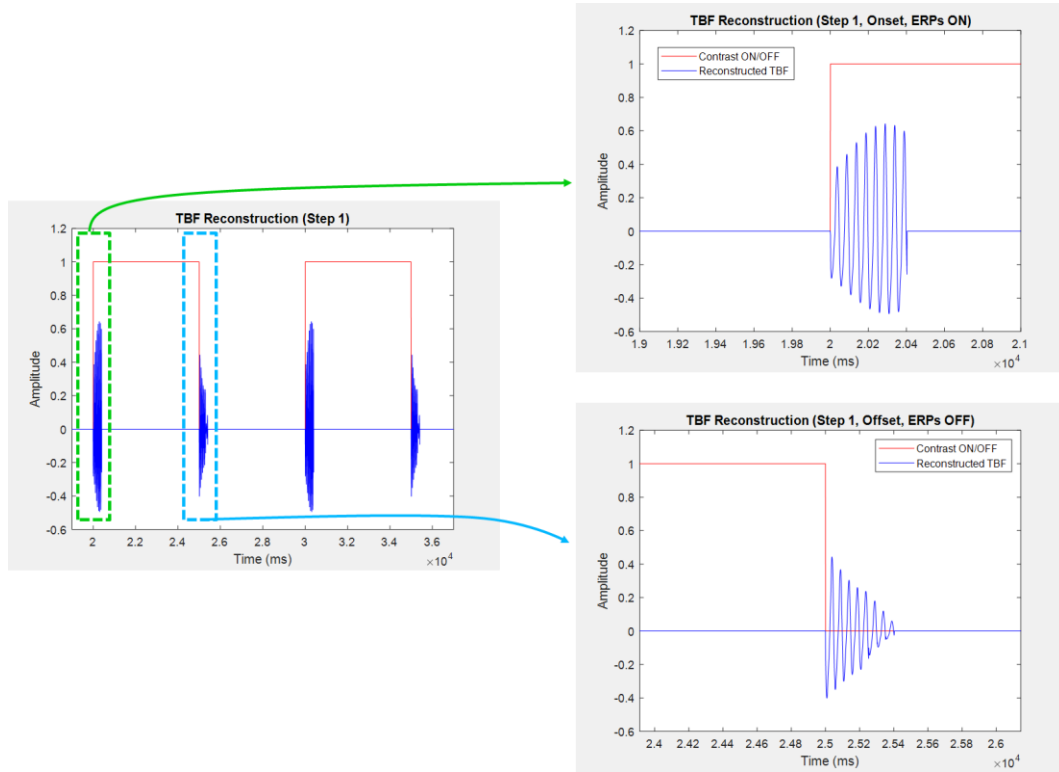 TBF Reconstruction (Step 1)
1.2
1
0.8
0.6
0.4
0.2
0
-0.2
-0.4
-0.6
Amplitude
2 2.2 2.4 2.6 2.8 3 3.2 3.4 3.6
Time (ms)
×10^4
TBF Reconstruction (Step 1, Onset, ERPs ON)
Contrast ON/OFF
Reconstructed TBF
1.2
1
0.8
0.6
0.4
0.2
0
-0.2
-0.4
-0.6
Amplitude
1.9 1.92 1.94 1.96 1.98 2 2.02 2.04 2.06 2.08 2.1
Time (ms)
×10^4
TBF Reconstruction (Step 1, Offset, ERPs OFF)
Contrast ON/OFF
Reconstructed TBF
1.2
1
0.8
0.6
0.4
0.2
0
-0.2
-0.4
-0.6
Amplitude
2.4 2.42 2.44 2.46 2.48 2.5 2.52 2.54 2.56 2.58 2.6
Time (ms)
×10^4